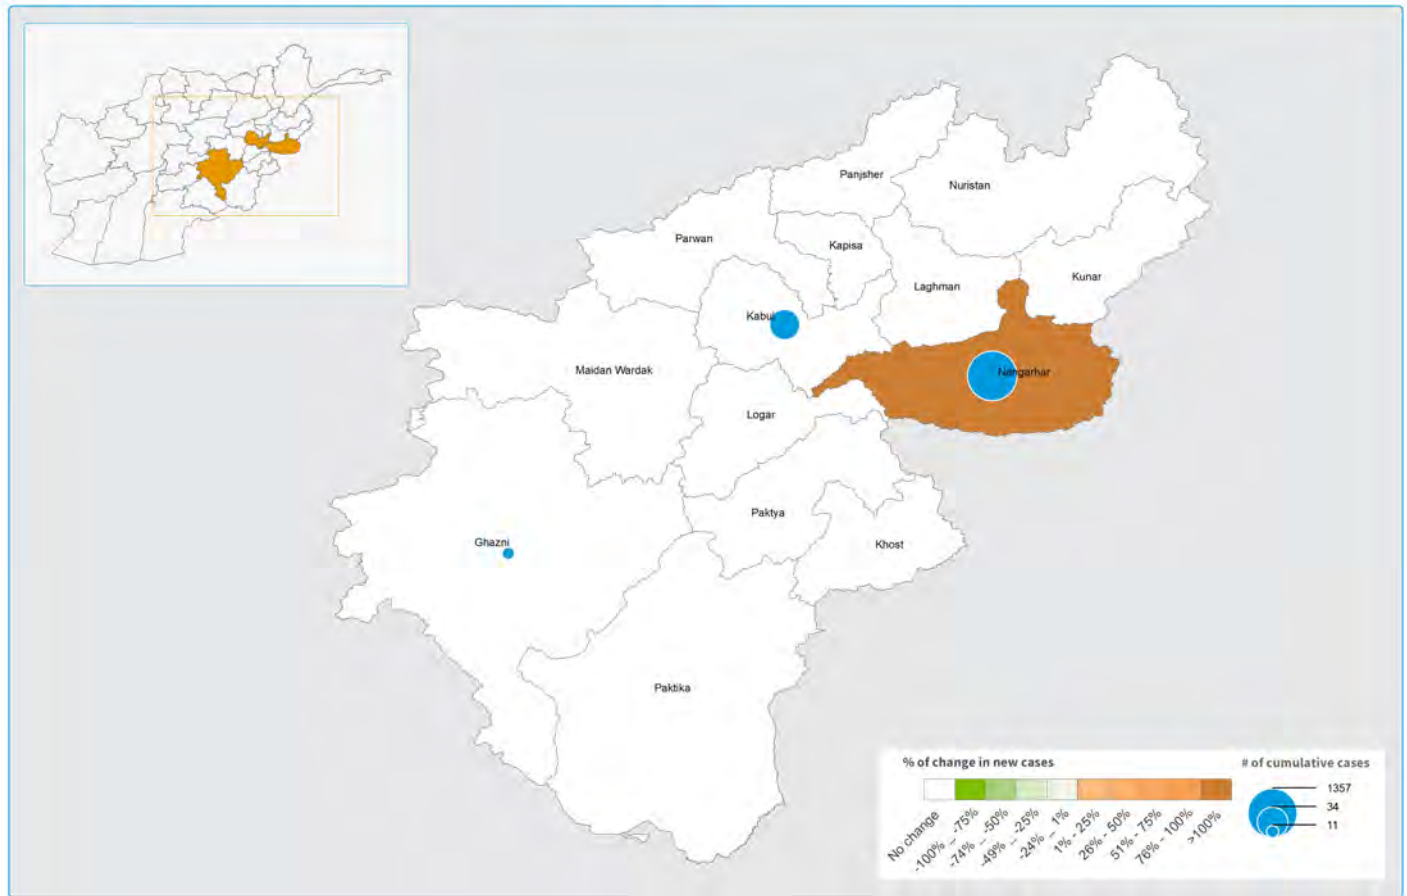 Panjsher
Nuristan
Parwan
Kapisa
Kunar
Laghman
Kabul
Maidan Wardak
Nangarhar
Logar
Paktya
Ghazni
Khost
Paktika
% of change in new cases
No change
-100% _ -75%
-74% _ -50%
-49% _ -25%
-24% _ 1%
1% - 25%
26% - 50%
51% - 75%
76% - 100%
>100%
# of cumulative cases
1357
34
11